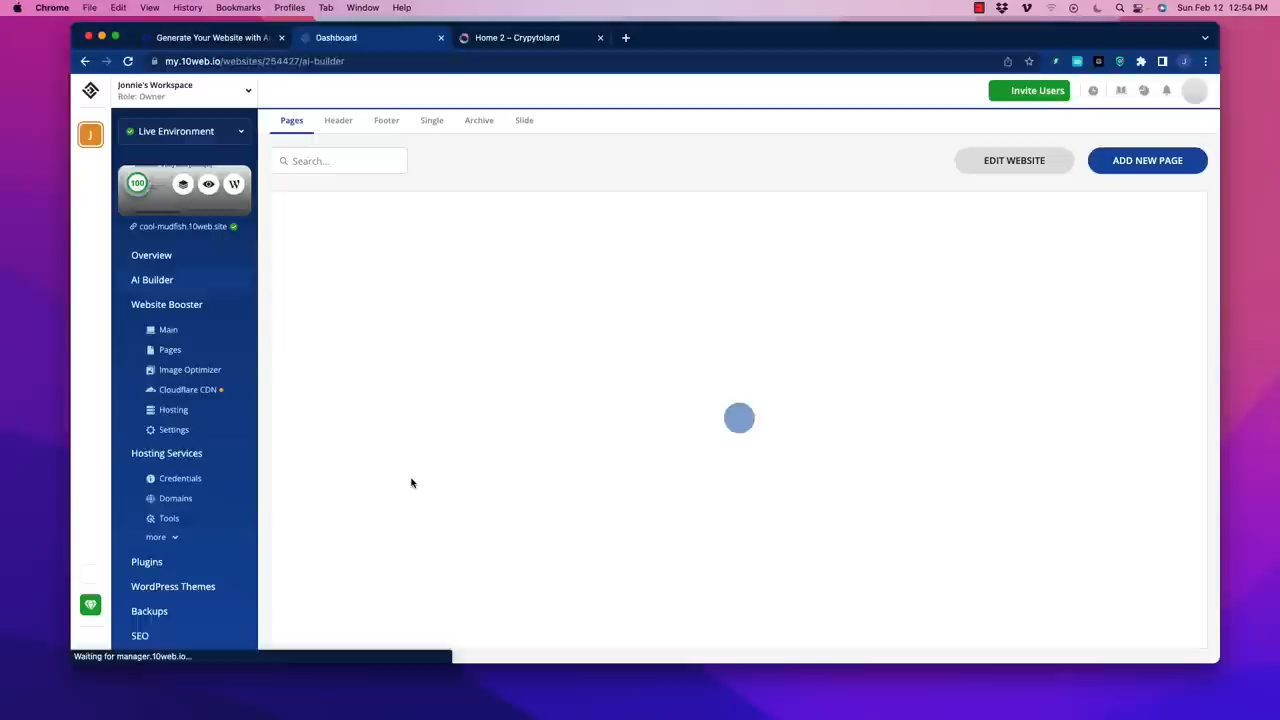 Chrome File Edit View History Bookmarks Profiles Tab Window Help Sun Feb 12 12:54 PM
Generate Your Website with Dashboard Home 2 – Crypytoland
my.10web.io/websites/254427/ai-builder
Jonnie's Workspace
Role: Owner
Invite Users
J
Live Environment
Pages Header Footer Single Archive Slide
Search...
EDIT WEBSITE
ADD NEW PAGE
100
cool-mudfish.10web.site
Overview
AI Builder
Website Booster
Main
Pages
Image Optimizer
Cloudflare CDN
Hosting
Settings
Hosting Services
Credentials
Domains
Tools
more
Plugins
WordPress Themes
Backups
SEO
Waiting for manager.10web.io...